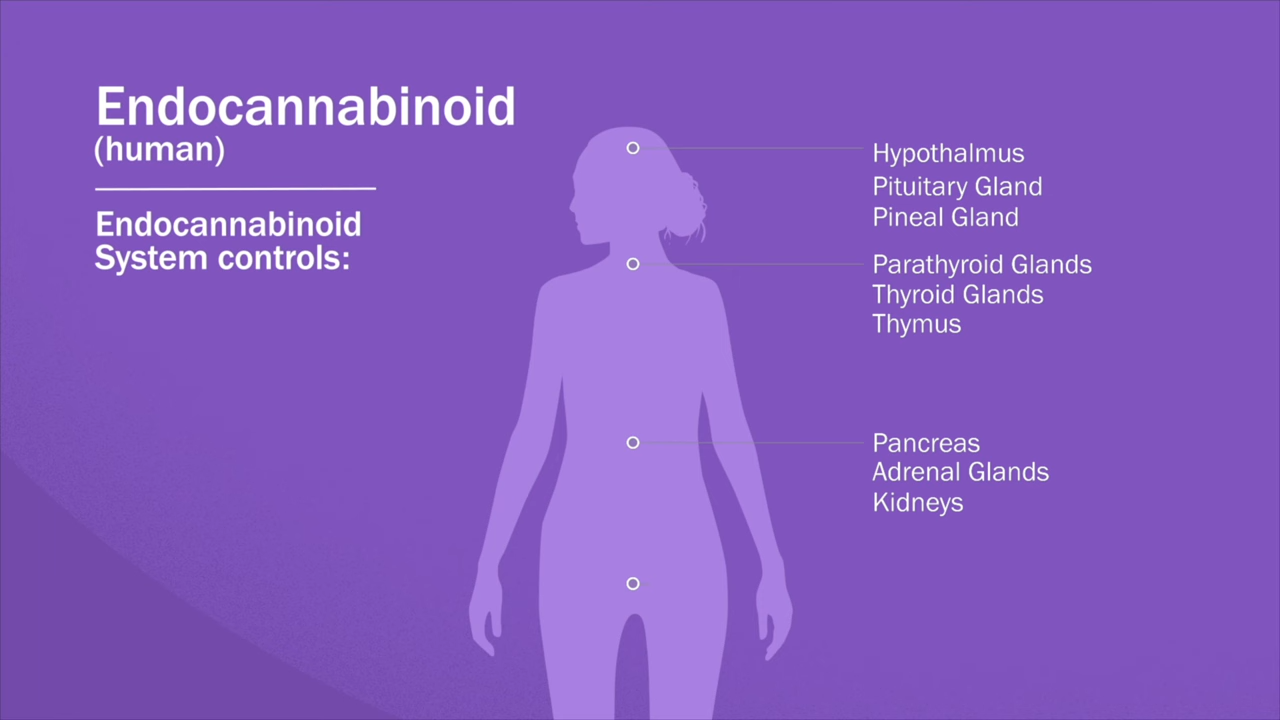 Endocannabinoid
(human)
Endocannabinoid
System controls:
Hypothalmus
Pituitary Gland
Pineal Gland
Parathyroid Glands
Thyroid Glands
Thymus
Pancreas
Adrenal Glands
Kidneys